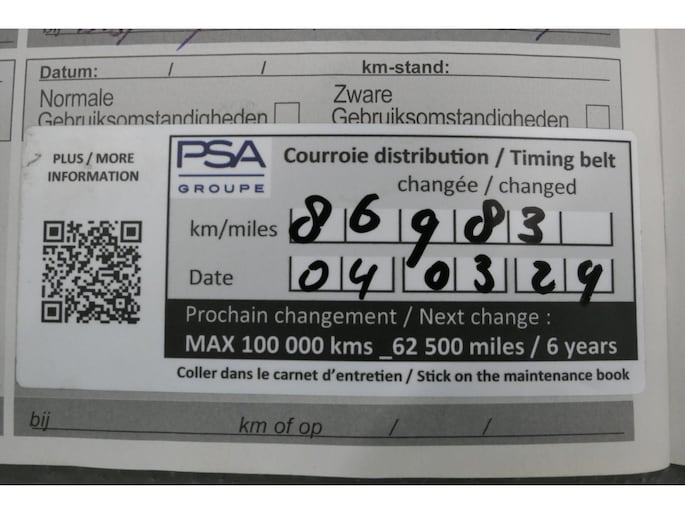 Datum: / / km-stand:
Normale Zware
Gebruiksomstandigheden Gebruiksomstandigheden
PLUS / MORE
INFORMATION
PSA
GROUPE
Courroie distribution / Timing belt
changée / changed
km/miles 86983
Date 04 03 24
Prochain changement / Next change :
MAX 100 000 kms _62 500 miles / 6 years
Coller dans le carnet d'entretien / Stick on the maintenance book
bij km of op / /